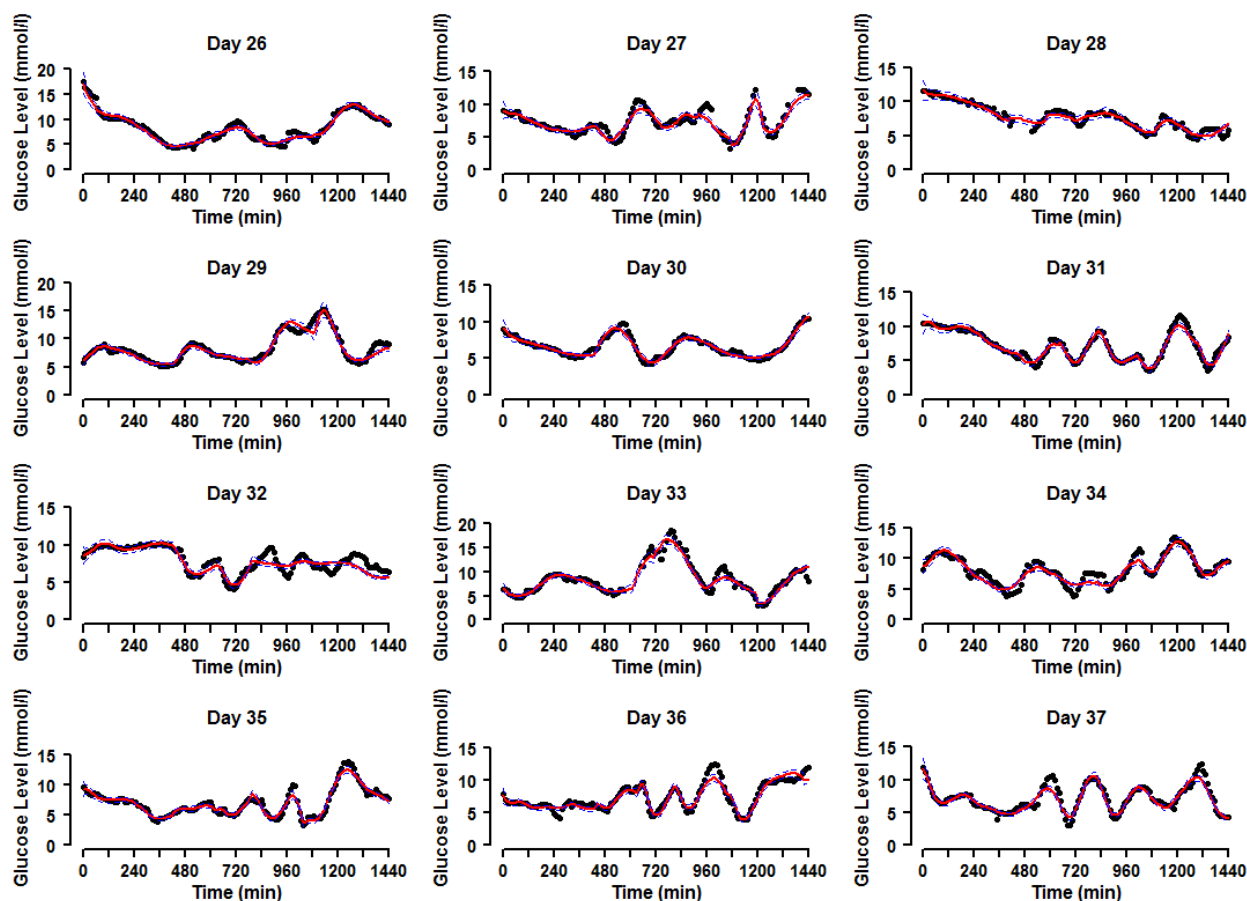 Day 26
Glucose Level (mmol/l)
20
15
10
5
0
0 240 480 720 960 1200 1440
Time (min)
Day 27
Glucose Level (mmol/l)
15
10
5
0
0 240 480 720 960 1200 1440
Time (min)
Day 28
Glucose Level (mmol/l)
15
10
5
0
0 240 480 720 960 1200 1440
Time (min)
Day 29
Glucose Level (mmol/l)
20
15
10
5
0
0 240 480 720 960 1200 1440
Time (min)
Day 30
Glucose Level (mmol/l)
15
10
5
0
0 240 480 720 960 1200 1440
Time (min)
Day 31
Glucose Level (mmol/l)
15
10
5
0
0 240 480 720 960 1200 1440
Time (min)
Day 32
Glucose Level (mmol/l)
15
10
5
0
0 240 480 720 960 1200 1440
Time (min)
Day 33
Glucose Level (mmol/l)
20
15
10
5
0
0 240 480 720 960 1200 1440
Time (min)
Day 34
Glucose Level (mmol/l)
15
10
5
0
0 240 480 720 960 1200 1440
Time (min)
Day 35
Glucose Level (mmol/l)
15
10
5
0
0 240 480 720 960 1200 1440
Time (min)
Day 36
Glucose Level (mmol/l)
15
10
5
0
0 240 480 720 960 1200 1440
Time (min)
Day 37
Glucose Level (mmol/l)
15
10
5
0
0 240 480 720 960 1200 1440
Time (min)